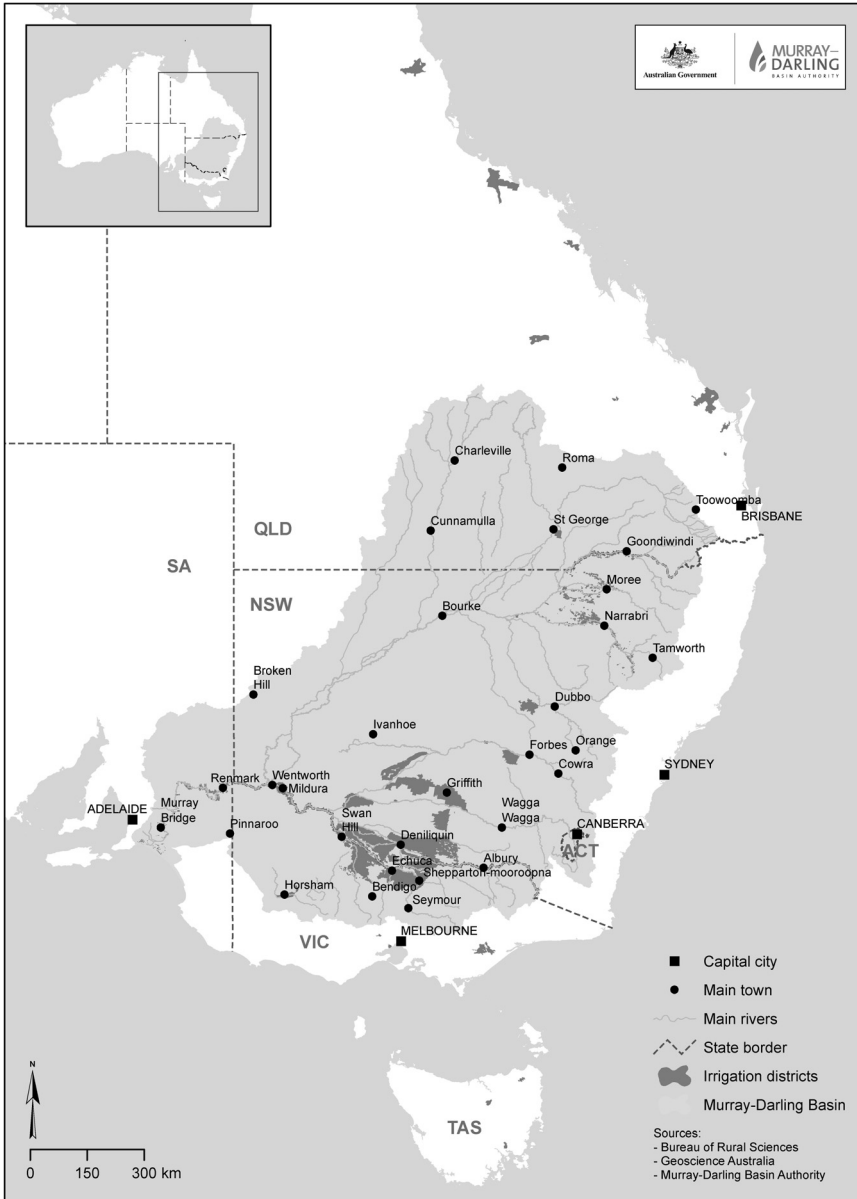 Australian Government
MURRAY–
DARLING
BASIN AUTHORITY
Charleville
Roma
Toowoomba
BRISBANE
Cunnamulla
St George
Goondiwindi
QLD
SA
NSW
Moree
Bourke
Narrabri
Tamworth
Broken
Hill
Dubbo
Ivanhoe
Orange
Forbes
SYDNEY
Cowra
Renmark
Wentworth
Mildura
Griffith
ADELAIDE
Murray
Bridge
Wagga
Wagga
CANBERRA
Pinnaroo
Swan
Hill
Deniliquin
ACT
Echuca
Albury
Shepparton-mooroopna
Horsham
Bendigo
Seymour
VIC
MELBOURNE
Capital city
Main town
Main rivers
State border
Irrigation districts
Murray-Darling Basin
Sources:
- Bureau of Rural Sciences
- Geoscience Australia
- Murray-Darling Basin Authority
TAS
N
0 150 300 km